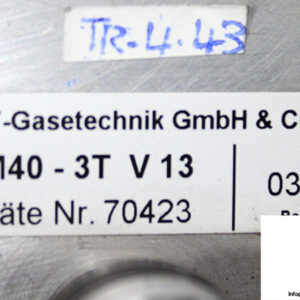 TR-4.43
-Gasetechnik GmbH & C
140 - 3T V 13
03
äte Nr. 70423